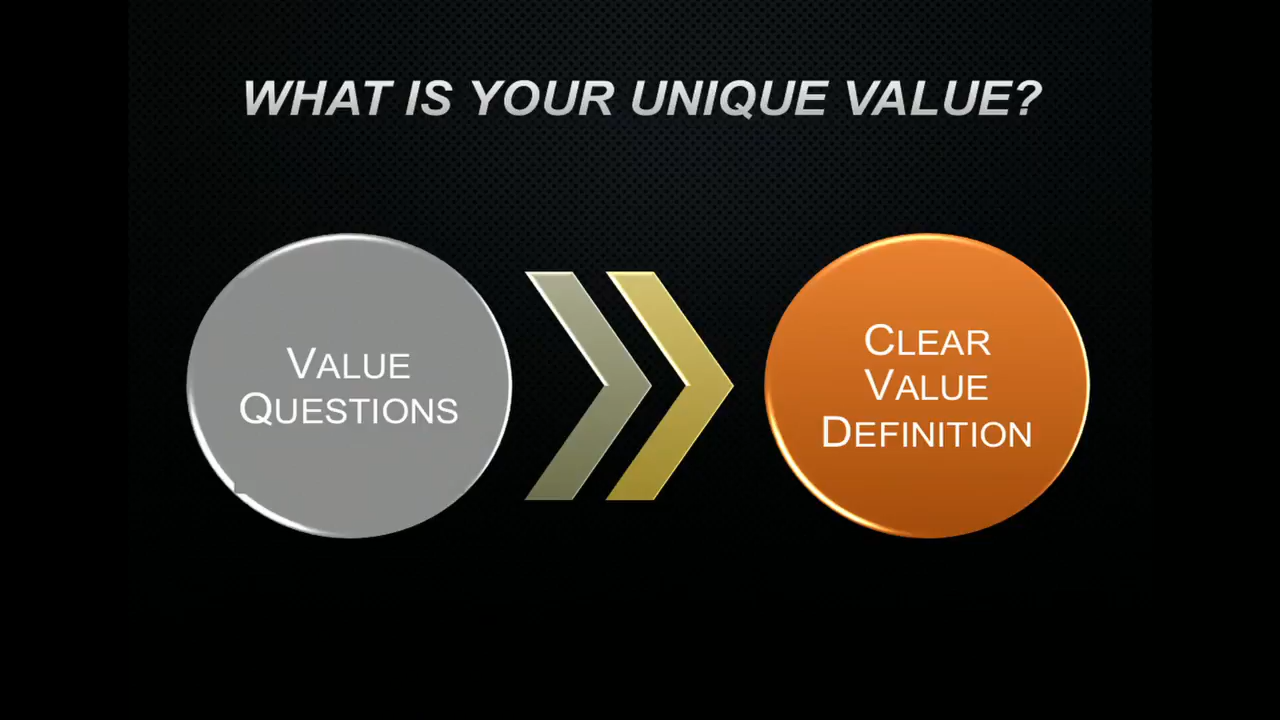 WHAT IS YOUR UNIQUE VALUE?
VALUE
QUESTIONS
CLEAR
VALUE
DEFINITION